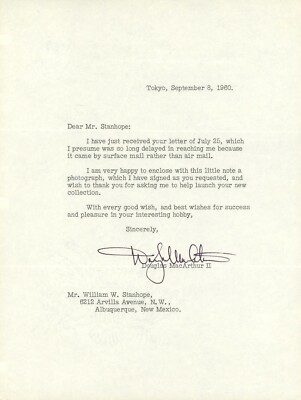 Tokyo, September 8, 1960.
Dear Mr. Stanhope:
I have just received your letter of July 25, which
I presume was so long delayed in reaching me because
it came by surface mail rather than air mail.
I am very happy to enclose with this little note a
photograph, which I have signed as you requested, and
wish to thank you for asking me to help launch your new
collection.
With every good wish, and best wishes for success
and pleasure in your interesting hobby,
Sincerely,
Douglas MacArthur II
Mr. William W. Stanhope,
6213 Arvilla Avenue, N.W.,
Albuquerque, New Mexico.